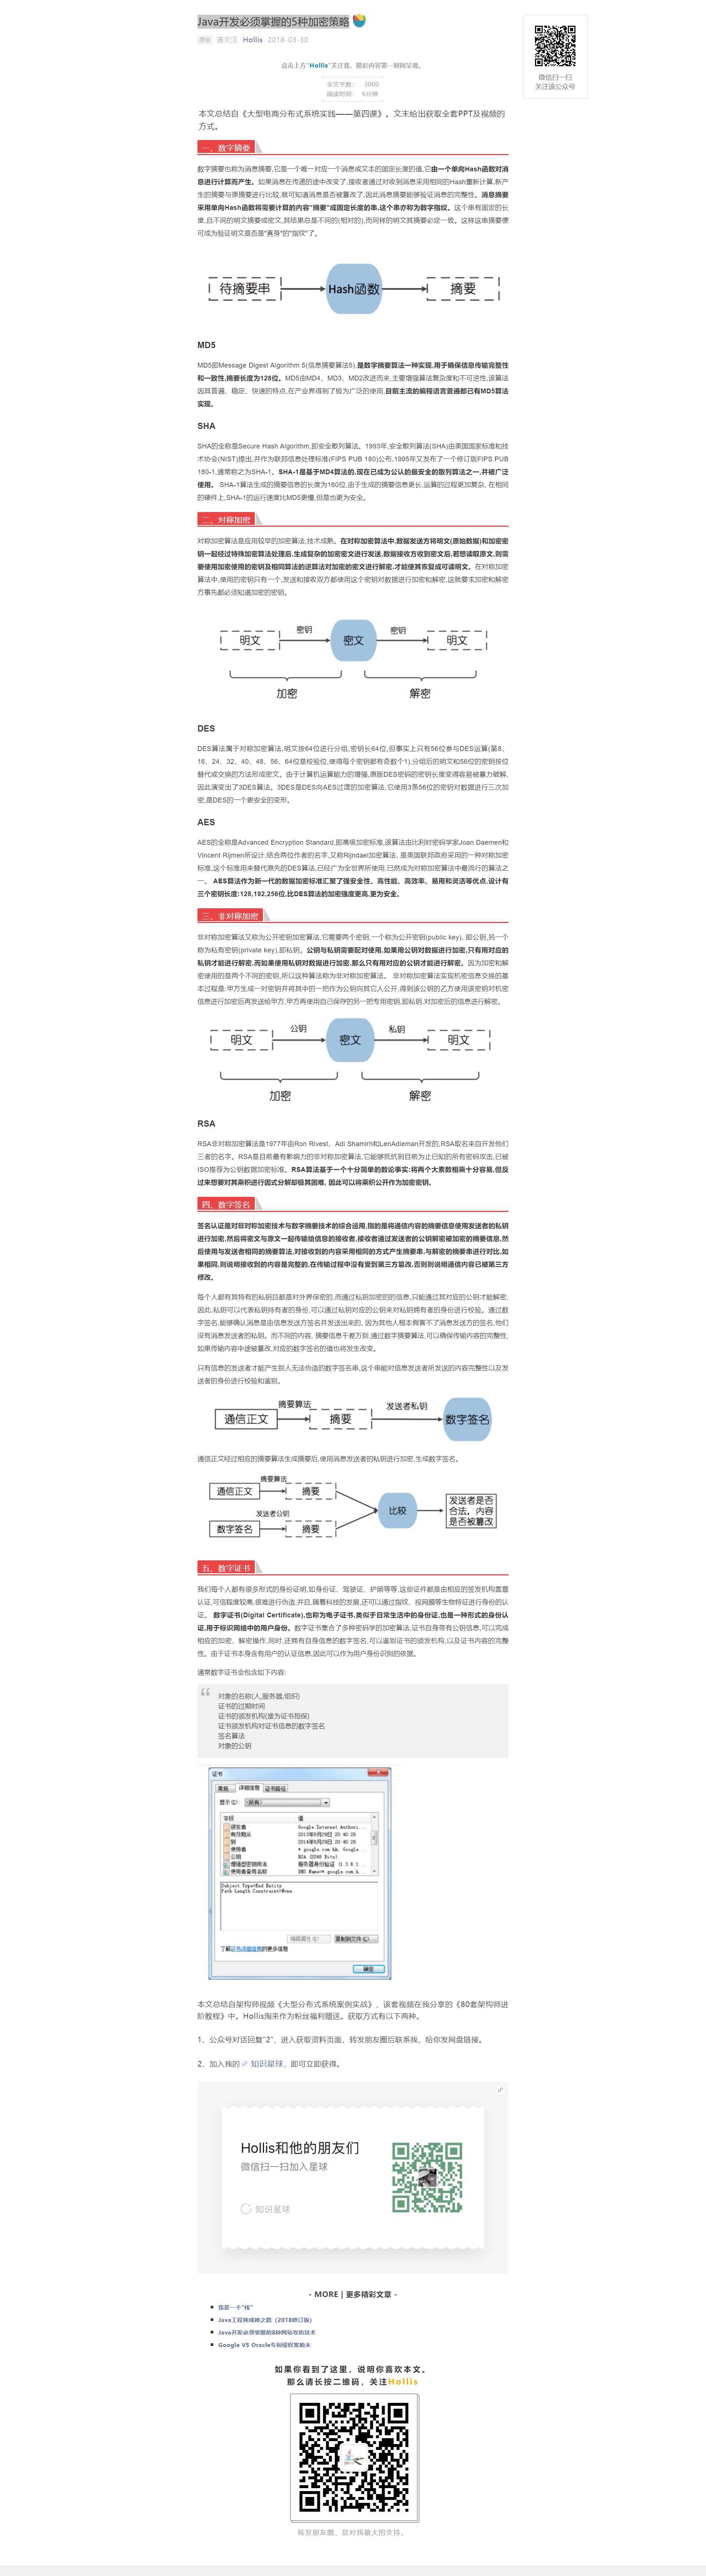 Java开发必须掌握的5种加密策略
原创 请关注 Hollis 2018-03-30
微信扫一扫
关注该公众号
点击上方“Hollis”关注我，精彩内容第一时间呈现。
全文字数： 3000
阅读时间： 6分钟
本文总结自《大型电商分布式系统实践——第四课》。文末给出获取全套PPT及视频的
方式。
一、数字摘要
数字摘要也称为消息摘要,它是一个唯一对应一个消息或文本的固定长度的值,它由一个单向Hash函数对消
息进行计算而产生。如果消息在传递的途中改变了,接收者通过对收到消息采用相同的Hash重新计算,新产
生的摘要与原摘要进行比较,就可知道消息是否被篡改了,因此消息摘要能够验证消息的完整性。消息摘要
采用单向Hash函数将需要计算的内容"摘要"成固定长度的串,这个串亦称为数字指纹。这个串有固定的长
度,且不同的明文摘要成密文,其结果总是不同的(相对的),而同样的明文其摘要必定一致。这样这串摘要便
可成为验证明文是否是"真身"的"指纹"了。
待摘要串 Hash函数 摘要
MD5
MD5即Message Digest Algorithm 5(信息摘要算法5),是数字摘要算法一种实现,用于确保信息传输完整性
和一致性,摘要长度为128位。MD5由MD4、MD3、MD2改进而来,主要增强算法复杂度和不可逆性,该算法
因其普遍、稳定、快速的特点,在产业界得到了极为广泛的使用,目前主流的编程语言普遍都已有MD5算法
实现。
SHA
SHA的全称是Secure Hash Algorithm,即安全散列算法。1993年,安全散列算法(SHA)由美国国家标准和技
术协会(NIST)提出,并作为联邦信息处理标准(FIPS PUB 180)公布,1995年又发布了一个修订版FIPS PUB
180-1,通常称之为SHA-1。SHA-1是基于MD4算法的,现在已成为公认的最安全的散列算法之一,并被广泛
使用。 SHA-1算法生成的摘要信息的长度为160位,由于生成的摘要信息更长,运算的过程更加复杂, 在相同
的硬件上,SHA-1的运行速度比MD5更慢,但是也更为安全。
二、对称加密
对称加密算法是应用较早的加密算法,技术成熟。在对称加密算法中,数据发送方将明文(原始数据)和加密密
钥一起经过特殊加密算法处理后,生成复杂的加密密文进行发送,数据接收方收到密文后,若想读取原文,则需
要使用加密使用的密钥及相同算法的逆算法对加密的密文进行解密,才能使其恢复成可读明文。在对称加密
算法中,使用的密钥只有一个,发送和接收双方都使用这个密钥对数据进行加密和解密,这就要求加密和解密
方事先都必须知道加密的密钥。
明文 密钥 密文 密钥 明文
加密 解密
DES
DES算法属于对称加密算法,明文按64位进行分组,密钥长64位,但事实上只有56位参与DES运算(第8、
16、24、32、40、48、56、64位是校验位,使得每个密钥都有奇数个1),分组后的明文和56位的密钥按位
替代或交换的方法形成密文。由于计算机运算能力的增强,原版DES密码的密钥长度变得容易被暴力破解,
因此演变出了3DES算法。3DES是DES向AES过渡的加密算法,它使用3条56位的密钥对数据进行三次加
密,是DES的一个更安全的变形。
AES
AES的全称是Advanced Encryption Standard,即高级加密标准,该算法由比利时密码学家Joan Daemen和
Vincent Rijmen所设计,结合两位作者的名字,又称Rijndael加密算法, 是美国联邦政府采用的一种对称加密
标准,这个标准用来替代原先的DES算法,已经广为全世界所使用,已然成为对称加密算法中最流行的算法之
一。 AES算法作为新一代的数据加密标准汇聚了强安全性、高性能、高效率、易用和灵活等优点,设计有
三个密钥长度:128,192,256位,比DES算法的加密强度更高,更为安全。
三、非对称加密
非对称加密算法又称为公开密钥加密算法,它需要两个密钥,一个称为公开密钥(public key), 即公钥,另一个
称为私有密钥(private key),即私钥。公钥与私钥需要配对使用,如果用公钥对数据进行加密,只有用对应的
私钥才能进行解密,而如果使用私钥对数据进行加密,那么只有用对应的公钥才能进行解密。因为加密和解
密使用的是两个不同的密钥,所以这种算法称为非对称加密算法。 非对称加密算法实现机密信息交换的基
本过程是:甲方生成一对密钥并将其中的一把作为公钥向其它人公开,得到该公钥的乙方使用该密钥对机密
信息进行加密后再发送给甲方,甲方再使用自己保存的另一把专用密钥,即私钥,对加密后的信息进行解密。
明文 公钥 密文 私钥 明文
加密 解密
RSA
RSA非对称加密算法是1977年由Ron Rivest、Adi Shamirh和LenAdleman开发的,RSA取名来自开发他们
三者的名字。RSA是目前最有影响力的非对称加密算法,它能够抵抗到目前为止已知的所有密码攻击,已被
ISO推荐为公钥数据加密标准。RSA算法基于一个十分简单的数论事实:将两个大素数相乘十分容易,但反
过来想要对其乘积进行因式分解却极其困难, 因此可以将乘积公开作为加密密钥。
四、数字签名
签名认证是对非对称加密技术与数字摘要技术的综合运用,指的是将通信内容的摘要信息使用发送者的私钥
进行加密,然后将密文与原文一起传输给信息的接收者,接收者通过发送者的公钥解密被加密的摘要信息,然
后使用与发送者相同的摘要算法,对接收到的内容采用相同的方式产生摘要串,与解密的摘要串进行对比,如
果相同,则说明接收到的内容是完整的,在传输过程中没有受到第三方篡改,否则则说明通信内容已被第三方
修改。
每个人都有其特有的私钥且都是对外界保密的,而通过私钥加密的的信息,只能通过其对应的公钥才能解密,
因此,私钥可以代表私钥持有者的身份,可以通过私钥对应的公钥来对私钥拥有者的身份进行校验。通过数
字签名,能够确认消息是由信息发送方签名并发送出来的, 因为其他人根本假冒不了消息发送方的签名,他们
没有消息发送者的私钥。而不同的内容, 摘要信息千差万别,通过数字摘要算法,可以确保传输内容的完整性,
如果传输内容中途被篡改,对应的数字签名的值也将发生改变。
只有信息的发送者才能产生别人无法伪造的数字签名串,这个串能对信息发送者所发送的内容完整性以及发
送者的身份进行校验和鉴别。
通信正文 摘要算法 摘要 发送者私钥 数字签名
通信正文经过相应的摘要算法生成摘要后,使用消息发送者的私钥进行加密,生成数字签名。
通信正文 摘要算法 摘要
数字签名 发送者公钥 摘要
比较
发送者是否
合法，内容
是否被篡改
五、数字证书
我们每个人都有很多形式的身份证明,如身份证、驾驶证、护照等等,这些证件都是由相应的签发机构盖章
认证,可信程度较高,很难进行伪造,并且,随着科技的发展,还可以通过指纹、视网膜等生物特征进行身份的认
证。 数字证书(Digital Certificate),也称为电子证书,类似于日常生活中的身份证,也是一种形式的身份认
证,用于标识网络中的用户身份。数字证书集合了多种密码学的加密算法,证书自身带有公钥信息,可以完成
相应的加密、解密操作,同时,还拥有自身信息的数字签名,可以鉴别证书的颁发机构,以及证书内容的完整
性。由于证书本身含有用户的认证信息,因此可以作为用户身份识别的依据。
通常数字证书会包含如下内容:
对象的名称(人,服务器,组织)
证书的过期时间
证书的颁发机构(谁为证书担保)
证书颁发机构对证书信息的数字签名
签名算法
对象的公钥
证书
常规 详细信息 证书路径
显示(S): <所有>
字段 值
颁发者 Google Internet Authori...
有效期从 2013年8月29日 20:40:28
到 2014年8月29日 20:40:28
使用者 *.google.com.hk, Google...
公钥 RSA (2048 Bits)
增强型密钥用法 服务器身份验证 (1.3.6.1...
使用者备用名称 DNS Name=*.google.com.h...
Subject Type=End Entity
Path Length Constraint=None
编辑属性(E)... 复制到文件(C)...
了解证书详细信息的更多信息
确定
本文总结自架构师视频《大型分布式系统案例实战》，该套视频在我分享的《80套架构师进
阶教程》中。Hollis淘来作为粉丝福利赠送。获取方式有以下两种。
1、公众号对话回复“2”，进入获取资料页面，转发朋友圈后联系我，给你发网盘链接。
2、加入我的 知识星球，即可立即获得。
Hollis和他的朋友们
微信扫一扫加入星球
知识星球
- MORE | 更多精彩文章 -
我是一个“栈”
Java工程师成神之路（2018修订版）
Java开发必须掌握的8种网站攻防技术
Google VS Oracle专利侵权案始末
如果你看到了这里，说明你喜欢本文。
那么请长按二维码，关注Hollis
转发朋友圈，是对我最大的支持。